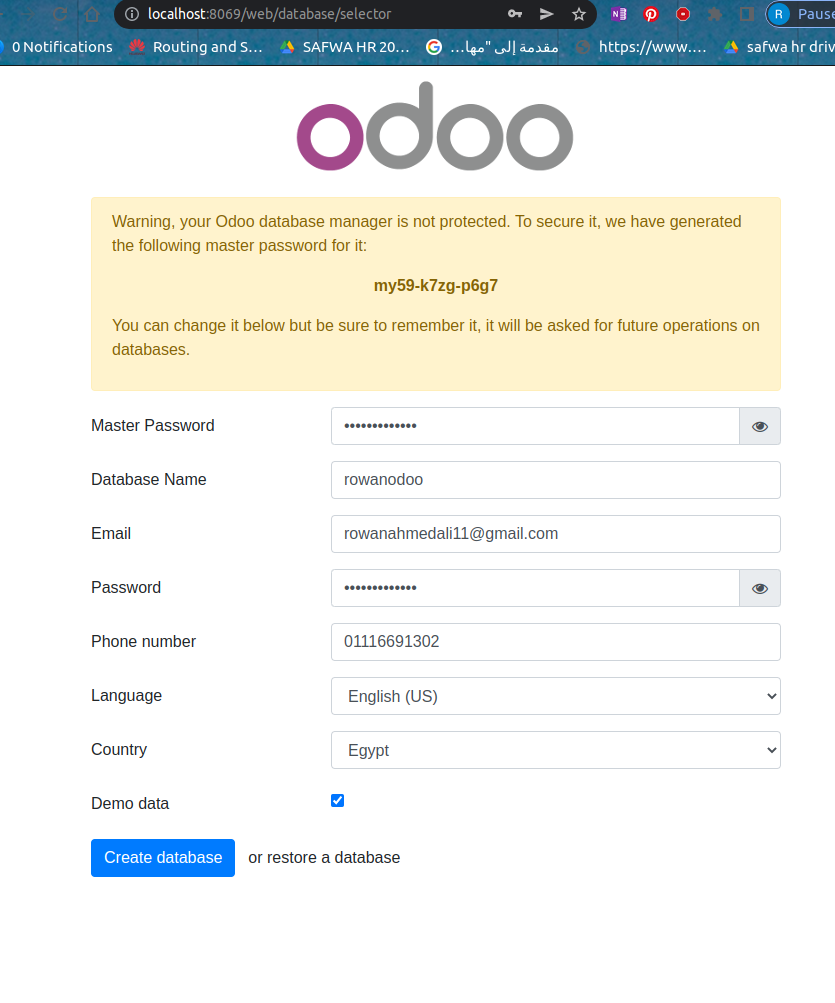 localhost:8069/web/database/selector
R Pause
0 Notifications Routing and S... SAFWA HR 20... مقدمة إلى "مها... https://www.... safwa hr driv
odoo
Warning, your Odoo database manager is not protected. To secure it, we have generated
the following master password for it:
my59-k7zg-p6g7
You can change it below but be sure to remember it, it will be asked for future operations on
databases.
Master Password •••••••••••••
Database Name rowanodoo
Email rowanahmedali11@gmail.com
Password •••••••••••••
Phone number 01116691302
Language English (US)
Country Egypt
Demo data
Create database or restore a database